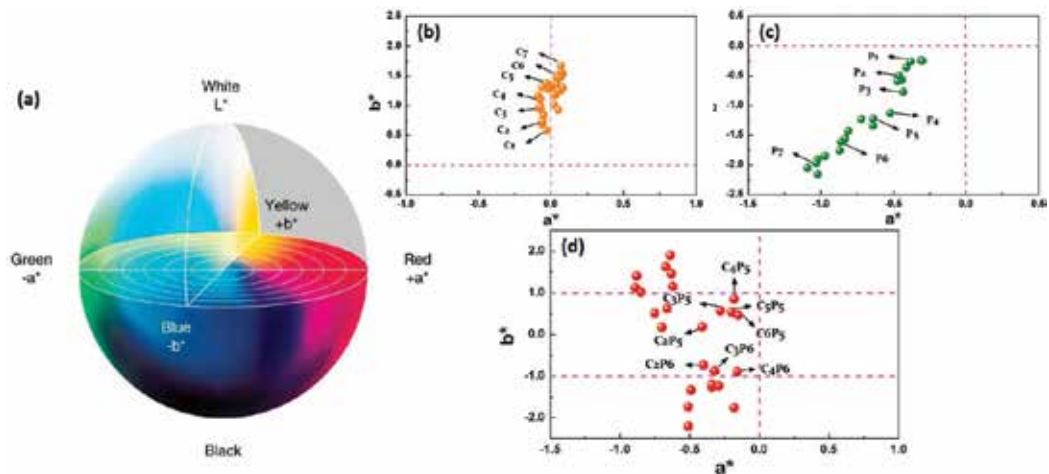 (a)
White
L*
Yellow
+b*
Green
-a*
Red
+a*
Blue
-b*
Black
(b)
b*
2.5
2.0
1.5
1.0
0.5
0.0
-0.5
C7
C6
C5
C4
C3
C2
C1
-1.0 -0.5 0.0 0.5 1.0
a*
(c)
0.5
0.0
-0.5
-1.0
-1.5
-2.0
-2.5
P1
P2
P3
P4
P5
P6
P7
-1.5 -1.0 -0.5 0.0 0.5
a*
(d)
b*
2.0
1.0
0.0
-1.0
-2.0
C4P5
C3P5
C5P5
C2P5
C6P5
C3P6
C2P6
C4P6
-1.5 -1.0 -0.5 0.0 0.5 1.0
a*